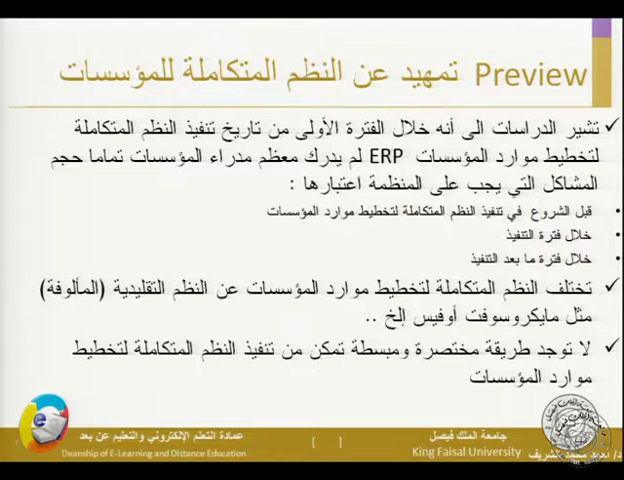 Preview تمهيد عن النظم المتكاملة للمؤسسات
✓ تشير الدراسات الى أنه خلال الفترة الأولى من تاريخ تنفيذ النظم المتكاملة
لتخطيط موارد المؤسسات ERP لم يدرك معظم مدراء المؤسسات تماما حجم
المشاكل التي يجب على المنظمة اعتبارها :
• قبل الشروع في تنفيذ النظم المتكاملة لتخطيط موارد المؤسسات
• خلال فترة التنفيذ
• خلال فترة ما بعد التنفيذ
✓ تختلف النظم المتكاملة لتخطيط موارد المؤسسات عن النظم التقليدية (المألوفة)
مثل مايكروسوفت أوفيس إلخ ..
✓ لا توجد طريقة مختصرة ومبسطة تمكن من تنفيذ النظم المتكاملة لتخطيط
موارد المؤسسات
جامعة الملك فيصل
King Faisal University
[ ]
عمادة التعلم الإلكتروني والتعليم عن بعد
Deanship of E-Learning and Distance Education
محمد الشريف